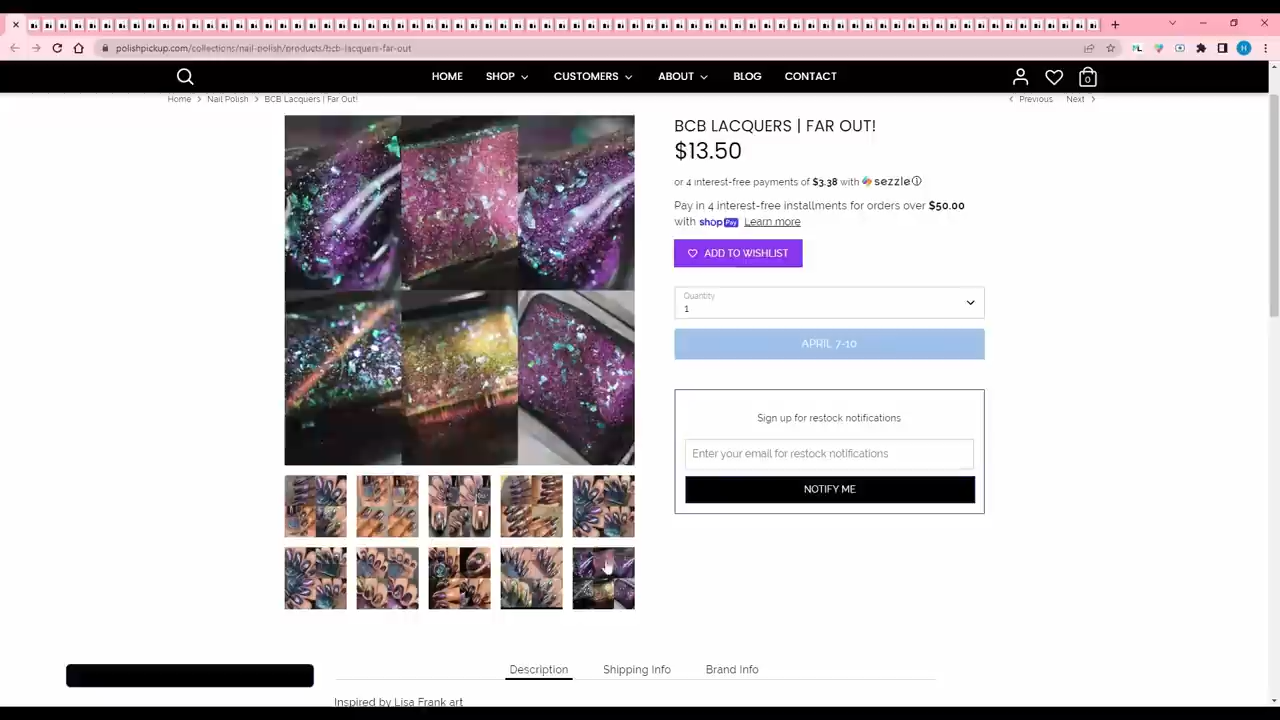 polishpickup.com/collections/nail-polish/products/bcb-lacquers-far-out
HOME SHOP CUSTOMERS ABOUT BLOG CONTACT
0
Home > Nail Polish > BCB Lacquers | Far Out!
Previous Next
BCB LACQUERS | FAR OUT!
$13.50
or 4 interest-free payments of $3.38 with sezzle
Pay in 4 interest-free installments for orders over $50.00
with shop Pay Learn more
ADD TO WISHLIST
Quantity
1
APRIL 7-10
Sign up for restock notifications
Enter your email for restock notifications
NOTIFY ME
Description Shipping Info Brand Info
Inspired by Lisa Frank art